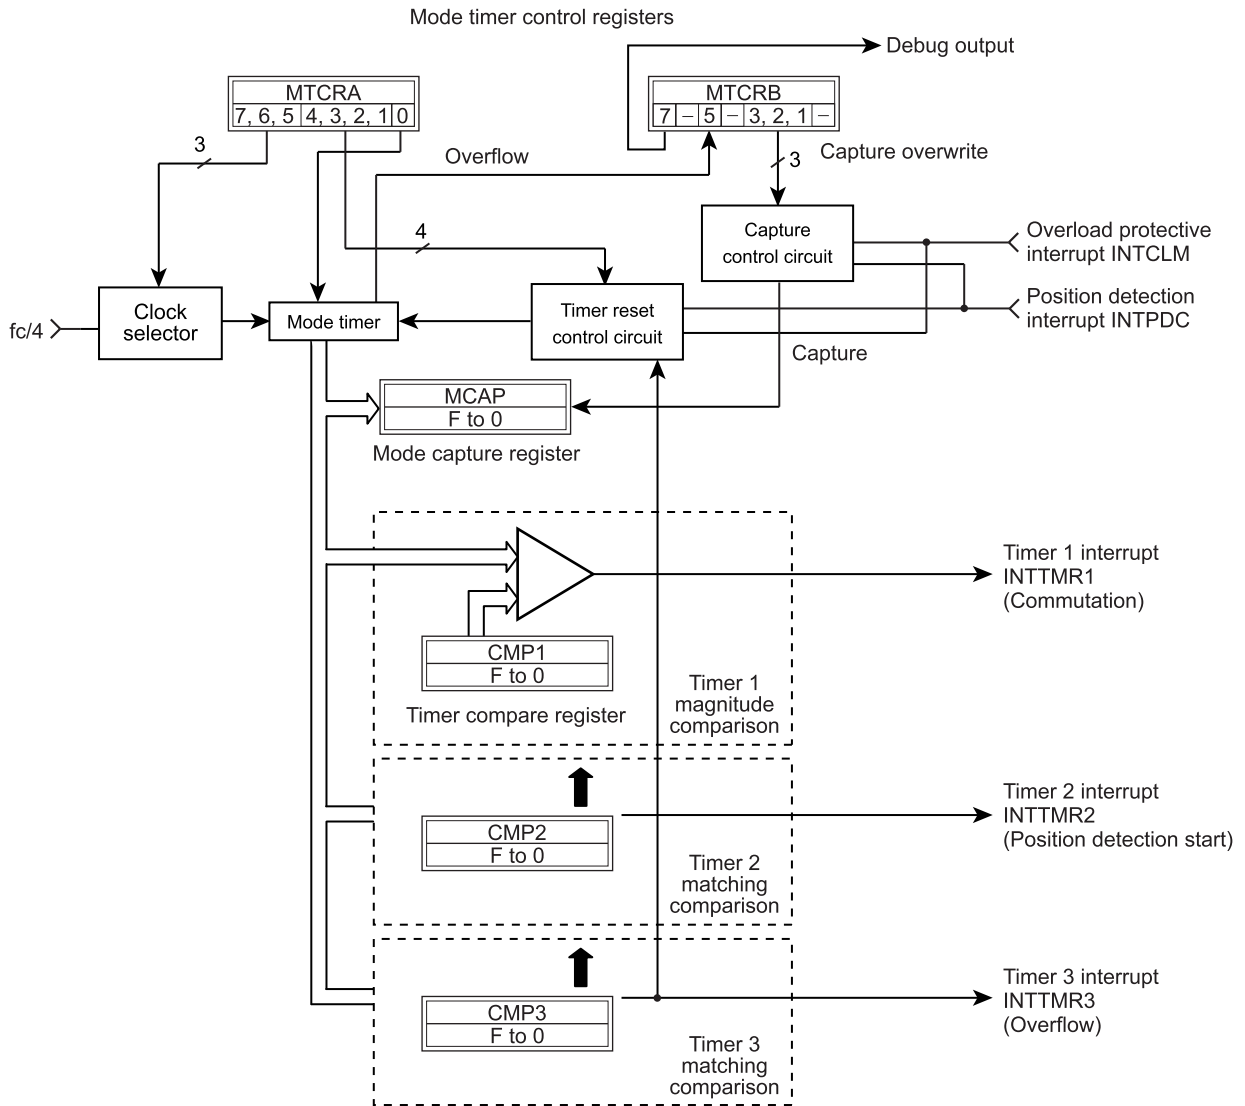 Mode timer control registers
Debug output
MTCRA
7, 6, 5 4, 3, 2, 1 0
MTCRB
7 – 5 – 3, 2, 1 –
3
Overflow
3
Capture overwrite
4
Capture
control circuit
Overload protective
interrupt INTCLM
Position detection
interrupt INTPDC
fc/4
Clock
selector
Mode timer
Timer reset
control circuit
Capture
MCAP
F to 0
Mode capture register
Timer 1 interrupt
INTTMR1
(Commutation)
CMP1
F to 0
Timer compare register
Timer 1
magnitude
comparison
Timer 2 interrupt
INTTMR2
(Position detection start)
CMP2
F to 0
Timer 2
matching
comparison
Timer 3 interrupt
INTTMR3
(Overflow)
CMP3
F to 0
Timer 3
matching
comparison